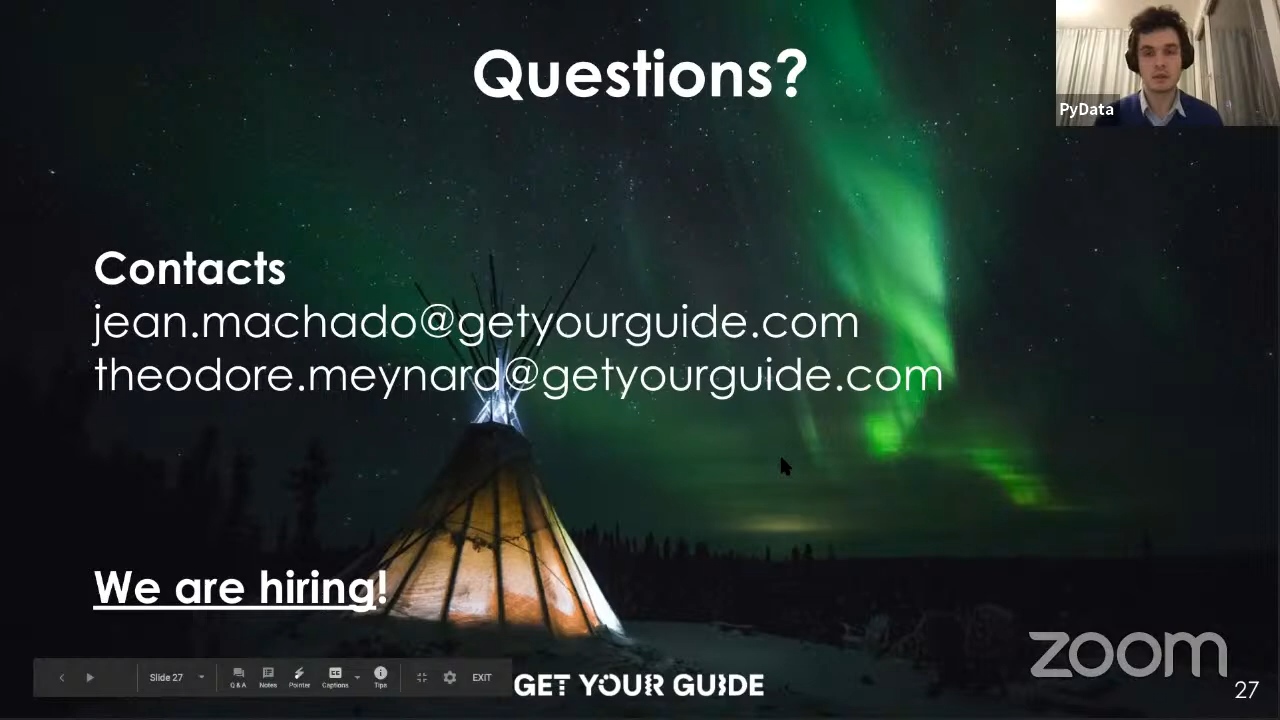 Questions?
PyData
Contacts
jean.machado@getyourguide.com
theodore.meynard@getyourguide.com
We are hiring!
Slide 27
Q&A
Notes
Pointer
CC
Captions
Tips
EXIT
GET YOUR GUIDE
zoom
27